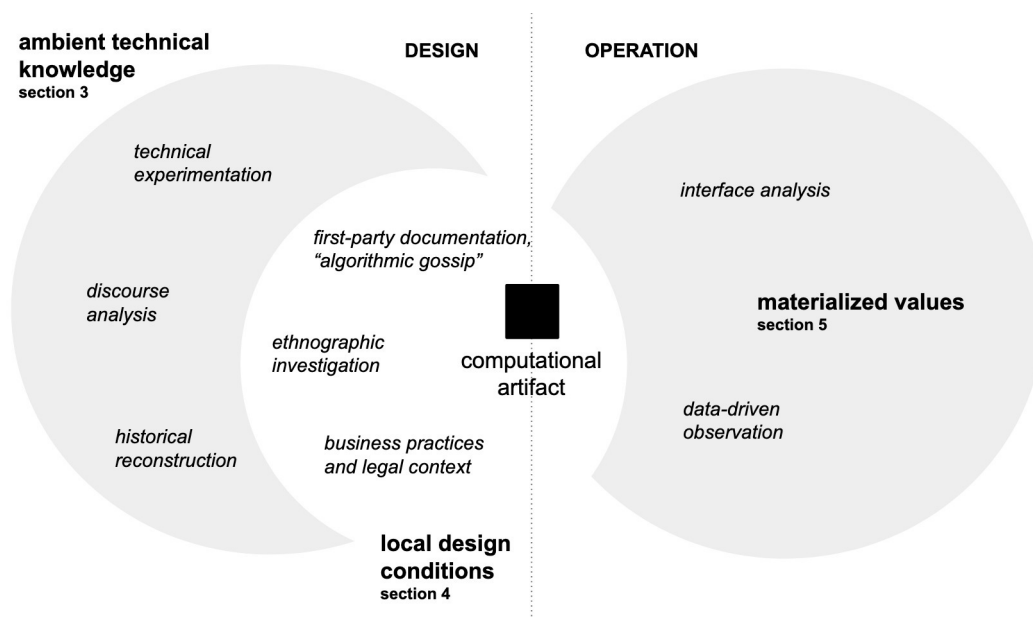 ambient technical
knowledge
section 3
DESIGN
OPERATION
technical
experimentation
discourse
analysis
historical
reconstruction
first-party documentation,
“algorithmic gossip”
ethnographic
investigation
business practices
and legal context
local design
conditions
section 4
computational
artifact
interface analysis
materialized values
section 5
data-driven
observation